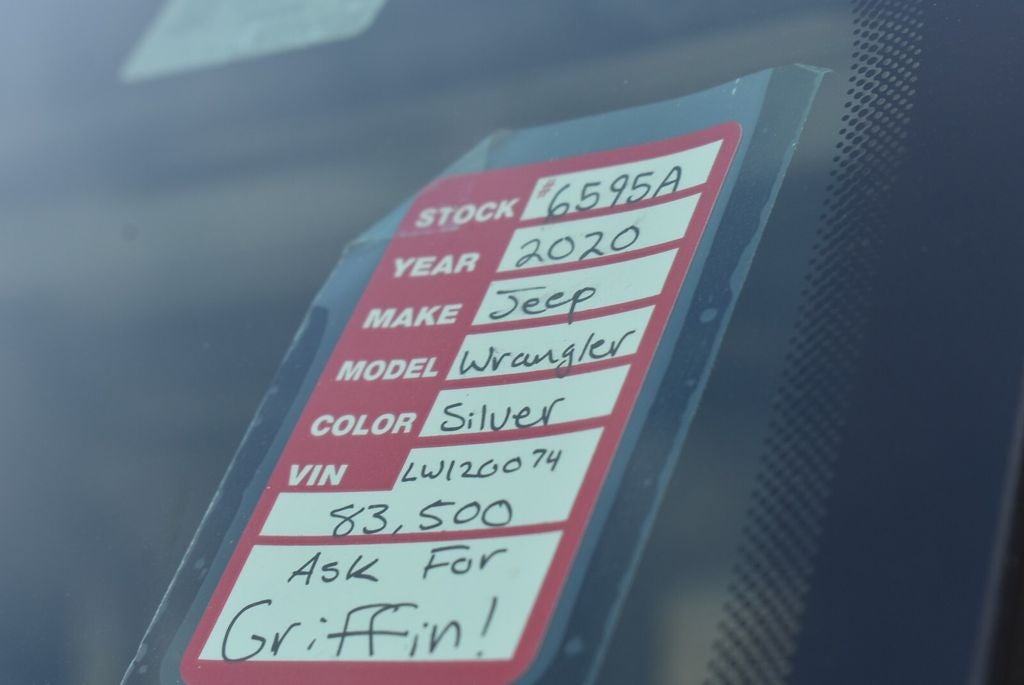 STOCK #6595A
YEAR 2020
MAKE Jeep
MODEL Wrangler
COLOR Silver
VIN LW120074
83,500
Ask For
Griffin!